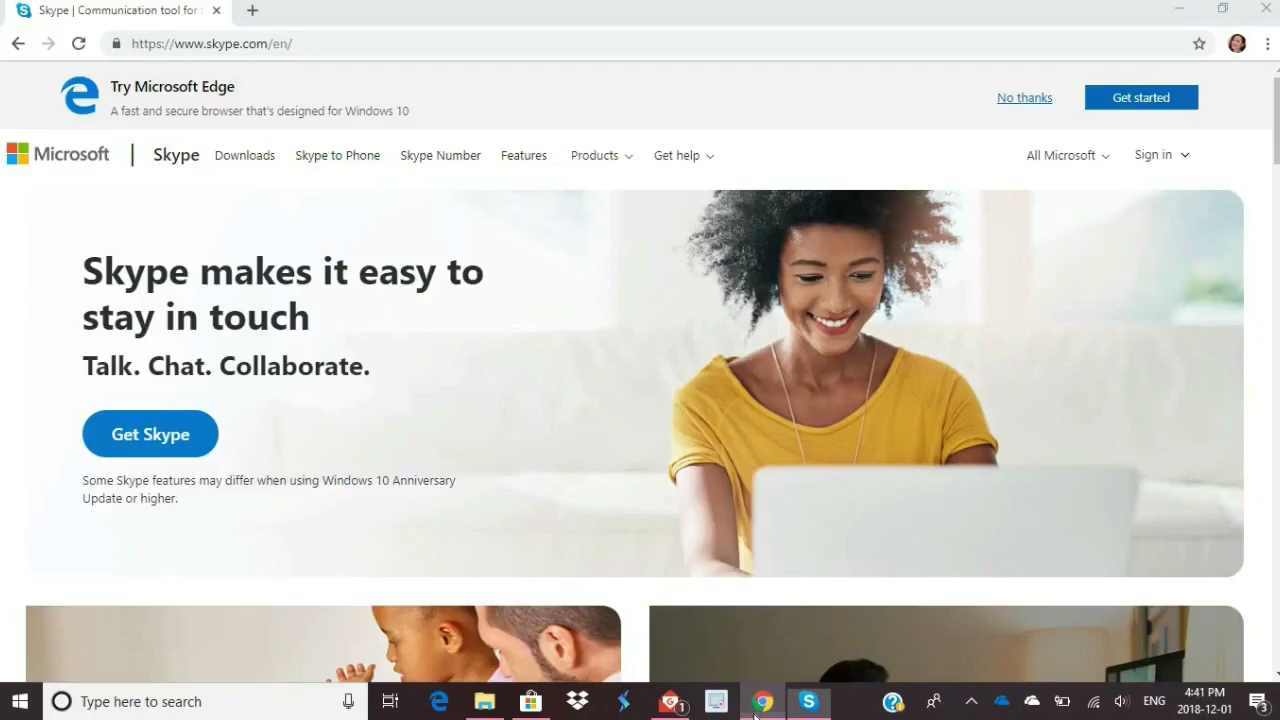 Skype | Communication tool for
https://www.skype.com/en/
Try Microsoft Edge
A fast and secure browser that's designed for Windows 10
No thanks
Get started
Microsoft
Skype
Downloads
Skype to Phone
Skype Number
Features
Products
Get help
All Microsoft
Sign in
Skype makes it easy to
stay in touch
Talk. Chat. Collaborate.
Get Skype
Some Skype features may differ when using Windows 10 Anniversary
Update or higher.
Type here to search
1
ENG
4:41 PM
2018-12-01
3